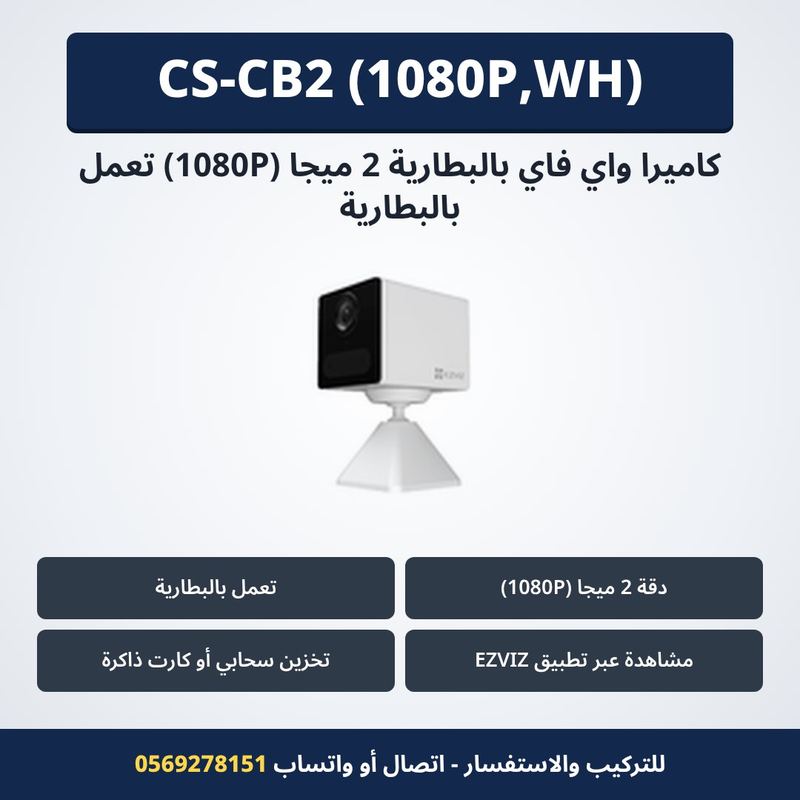 CS-CB2 (1080P,WH)
كاميرا واي فاي بالبطارية 2 ميجا (1080P) تعمل
بالبطارية
EZVIZ
دقة 2 ميجا (1080P)
تعمل بالبطارية
مشاهدة عبر تطبيق EZVIZ
تخزين سحابي أو كارت ذاكرة
للتركيب والاستفسار - اتصال أو واتساب 0569278151